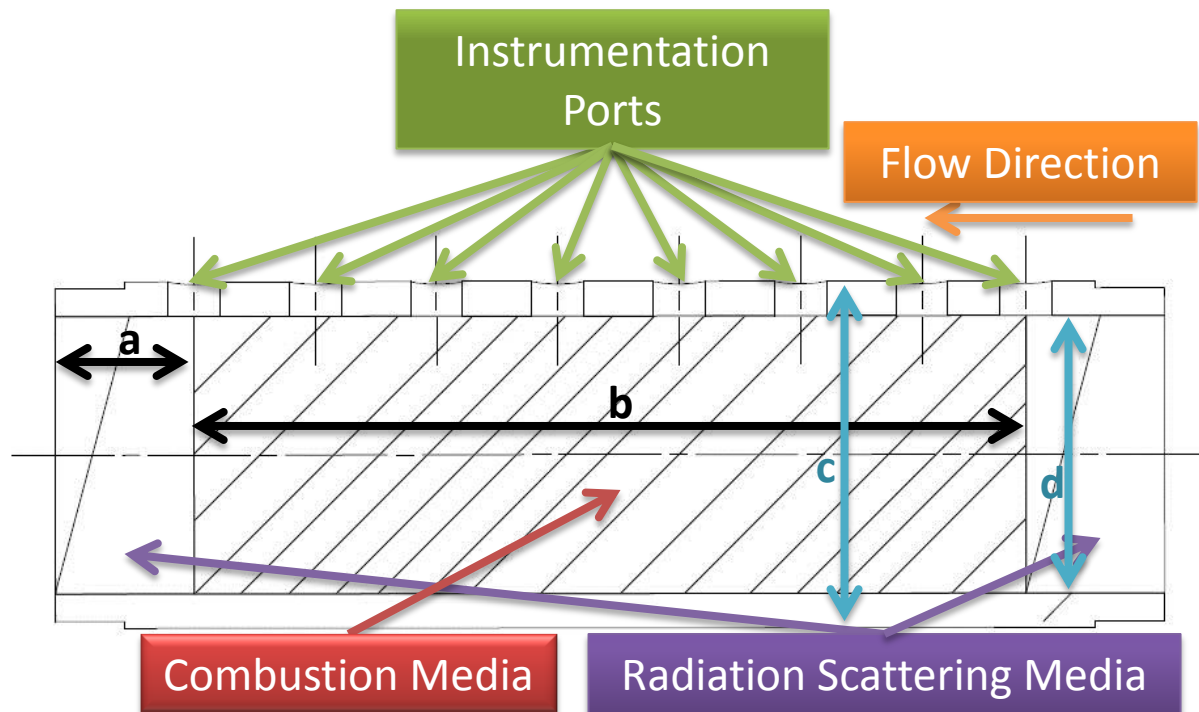 Instrumentation
Ports
Flow Direction
a
b
c
d
Combustion Media
Radiation Scattering Media